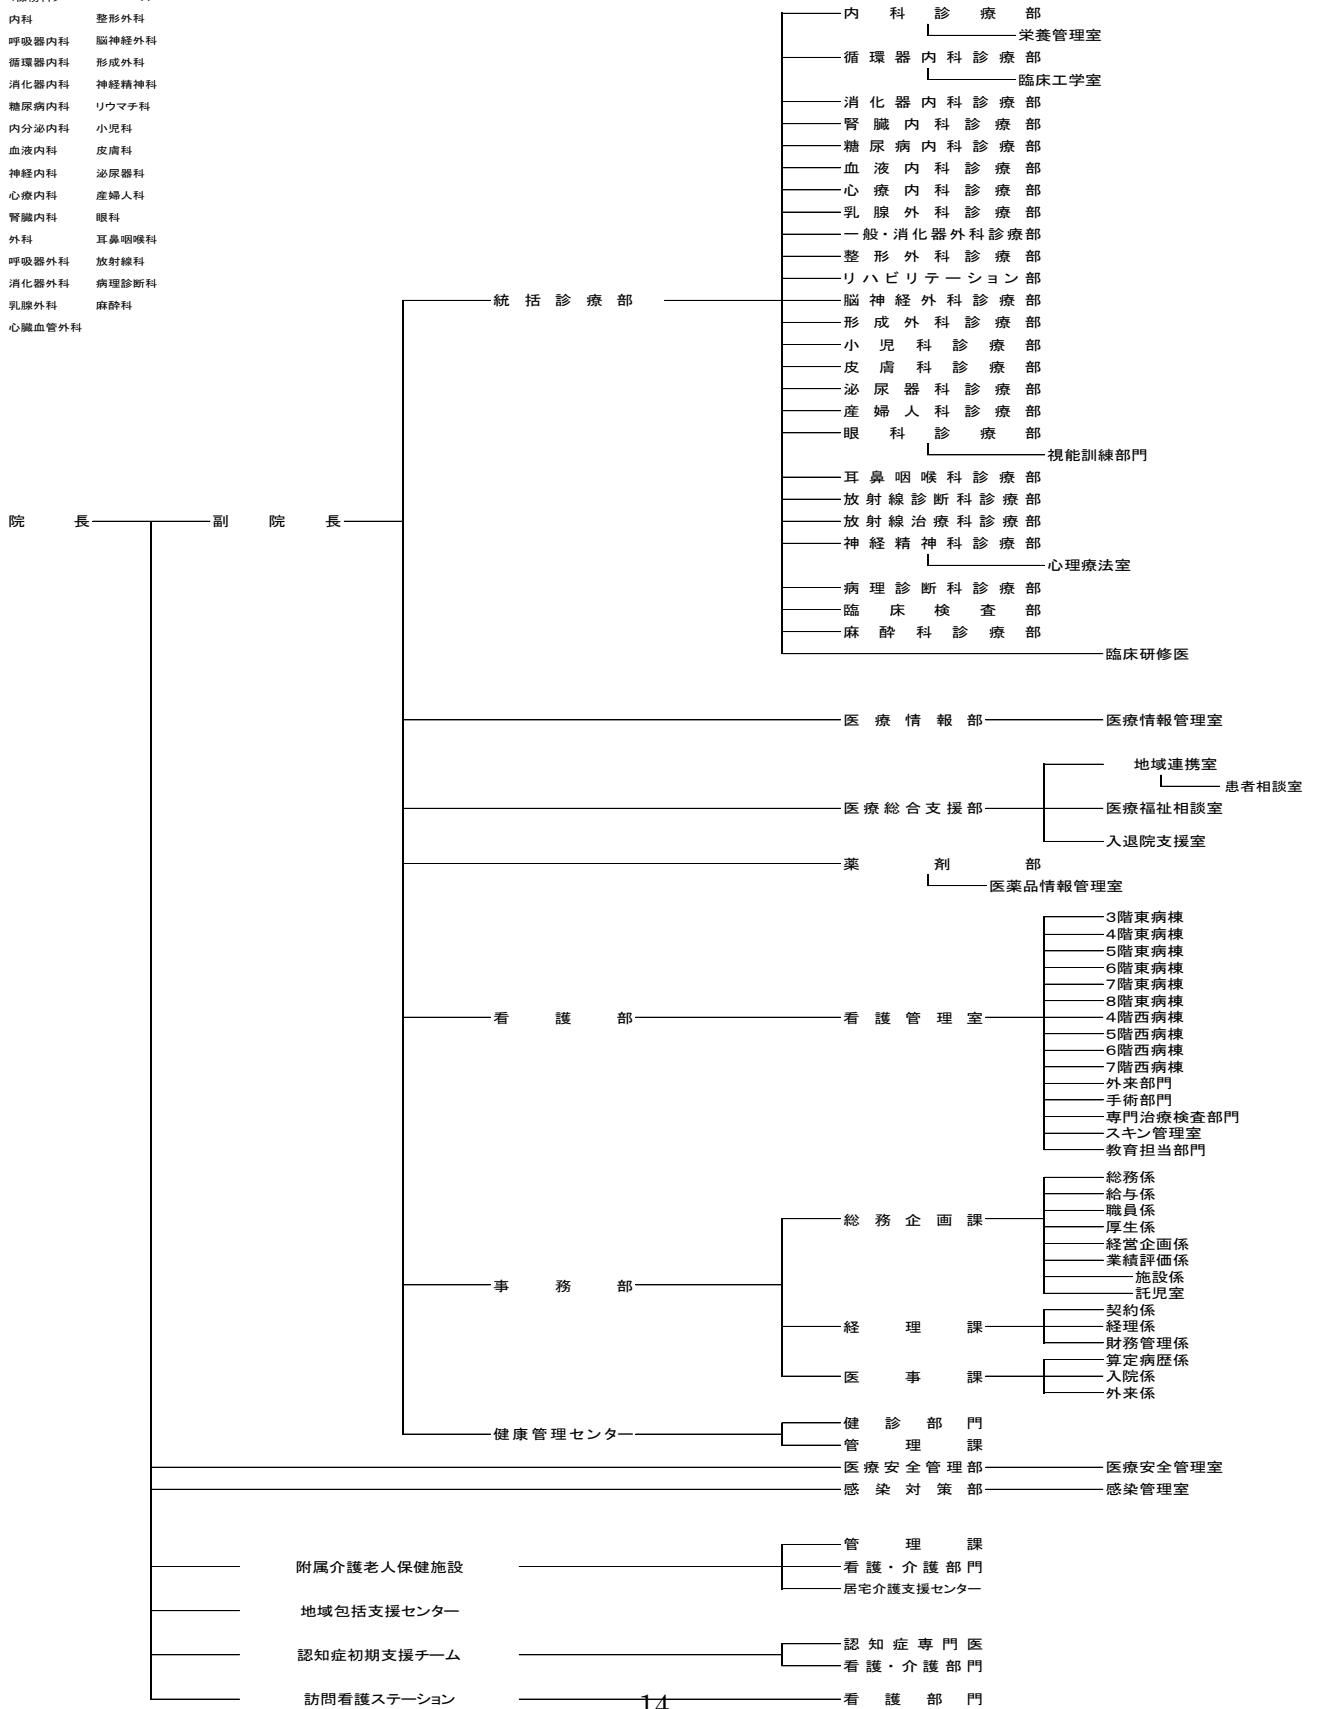 内科 整形外科
呼吸器内科 脳神経外科
循環器内科 形成外科
消化器内科 神経精神科
糖尿病内科 リウマチ科
内分泌内科 小児科
血液内科 皮膚科
神経内科 泌尿器科
心療内科 産婦人科
腎臓内科 眼科
外科 耳鼻咽喉科
呼吸器外科 放射線科
消化器外科 病理診断科
乳腺外科 麻酔科
心臓血管外科
院長
副院長
統括診療部
内科診療部
栄養管理室
循環器内科診療部
臨床工学室
消化器内科診療部
腎臓内科診療部
糖尿病内科診療部
血液内科診療部
心療内科診療部
乳腺外科診療部
一般・消化器外科診療部
整形外科診療部
リハビリテーション部
脳神経外科診療部
形成外科診療部
小児科診療部
皮膚科診療部
泌尿器科診療部
産婦人科診療部
眼科診療部
視能訓練部門
耳鼻咽喉科診療部
放射線診断科診療部
放射線治療科診療部
神経精神科診療部
心理療法室
病理診断科診療部
臨床検査部
麻酔科診療部
臨床研修医
医療情報部 医療情報管理室
医療総合支援部
地域連携室
患者相談室
医療福祉相談室
入退院支援室
薬剤部
医薬品情報管理室
看護部 看護管理室
3階東病棟
4階東病棟
5階東病棟
6階東病棟
7階東病棟
8階東病棟
4階西病棟
5階西病棟
6階西病棟
7階西病棟
外来部門
手術部門
専門治療検査部門
スキン管理室
教育担当部門
事務部
総務企画課
総務係
給与係
職員係
厚生係
経営企画係
業績評価係
施設係
託児室
経理課
契約係
経理係
財務管理係
医事課
算定病歴係
入院係
外来係
健康管理センター
健診部門
管理課
医療安全管理部 医療安全管理室
感染対策部 感染管理室
附属介護老人保健施設
管理課
看護・介護部門
居宅介護支援センター
地域包括支援センター
認知症初期支援チーム
認知症専門医
看護・介護部門
訪問看護ステーション 看護部門
14